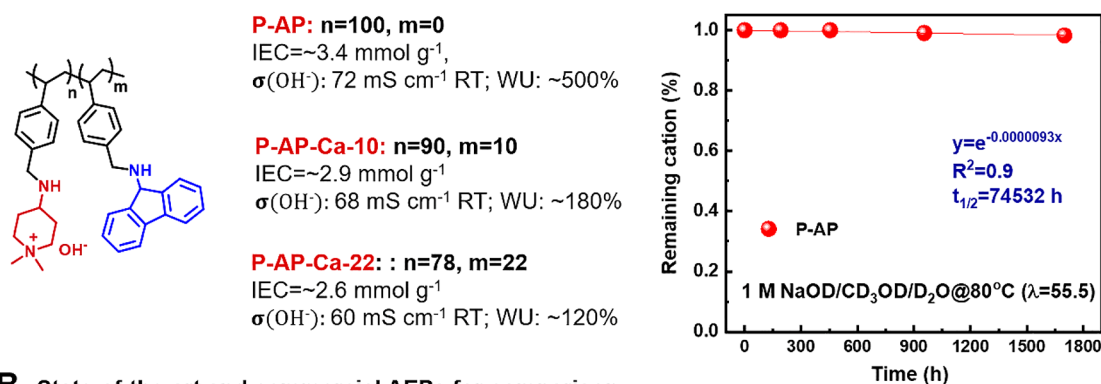 P-AP: n=100, m=0
IEC=~3.4 mmol g⁻¹,
σ(OH⁻): 72 mS cm⁻¹ RT; WU: ~500%
n
m
NH
NH
N
+
OH⁻
P-AP-Ca-10: n=90, m=10
IEC=~2.9 mmol g⁻¹
σ(OH⁻): 68 mS cm⁻¹ RT; WU: ~180%
P-AP-Ca-22: : n=78, m=22
IEC=~2.6 mmol g⁻¹
σ(OH⁻): 60 mS cm⁻¹ RT; WU: ~120%
Remaining cation (%)
1.0
0.8
0.6
0.4
0.2
0.0
y=e⁻⁰·⁰⁰⁰⁰⁰⁹³ˣ
R²=0.9
t₁/₂=74532 h
P-AP
1 M NaOD/CD₃OD/D₂O@80°C (λ=55.5)
0 300 600 900 1200 1500 1800
Time (h)